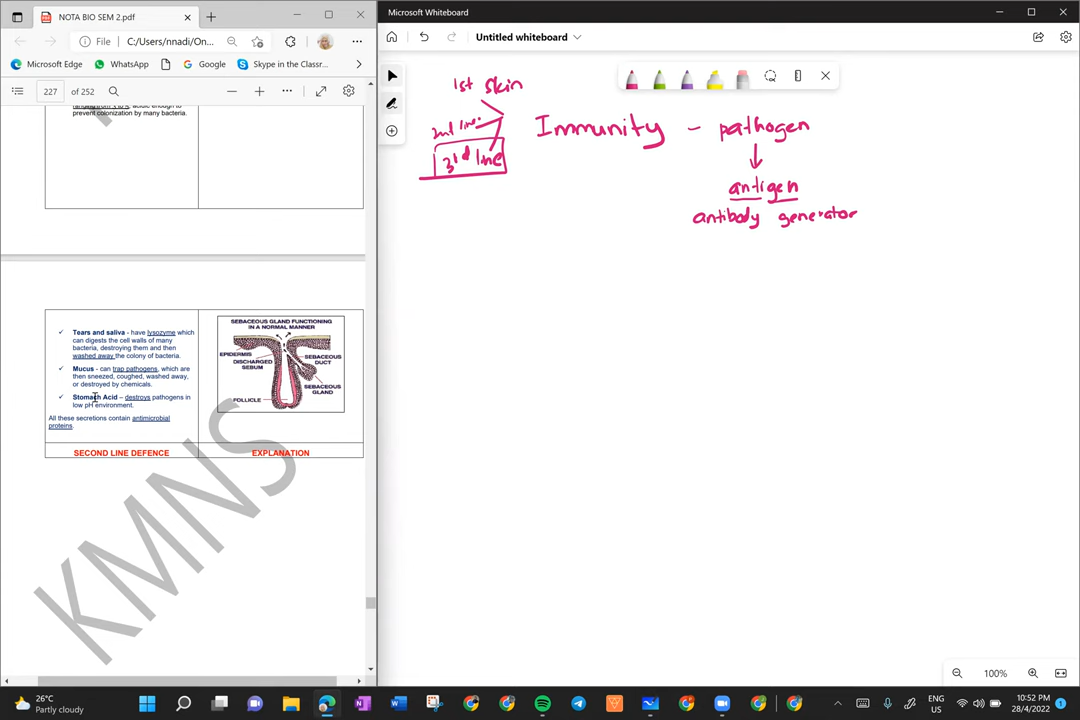 NOTA BIO SEM 2.pdf
File
C:/Users/nnadi/On...
Microsoft Edge
WhatsApp
Google
Skype in the Classr...
227
of 252
prevent colonization by many bacteria.
✓ Tears and saliva - have lysozyme which
can digests the cell walls of many
bacteria, destroying them and then
washed away the colony of bacteria.
✓ Mucus - can trap pathogens, which are
then sneezed, coughed, washed away,
or destroyed by chemicals.
✓ Stomach Acid – destroys pathogens in
low pH environment.
All these secretions contain antimicrobial
proteins.
SEBACEOUS GLAND FUNCTIONING
IN A NORMAL MANNER
EPIDERMIS
DISCHARGED
SEBUM
SEBACEOUS
DUCT
SEBACEOUS
GLAND
FOLLICLE
SECOND LINE DEFENCE
EXPLANATION
KMNS
Microsoft Whiteboard
Untitled whiteboard
1st skin
2nd line
3rd line
Immunity - pathogen
antigen
antibody generator
100%
26°C
Partly cloudy
ENG
US
10:52 PM
28/4/2022
1